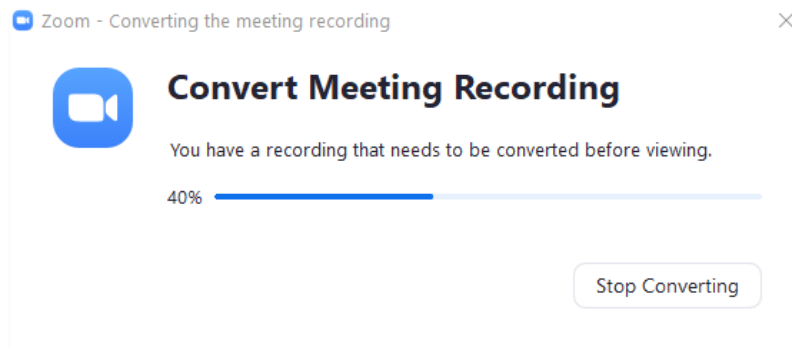 Zoom - Converting the meeting recording
Convert Meeting Recording
You have a recording that needs to be converted before viewing.
40%
Stop Converting